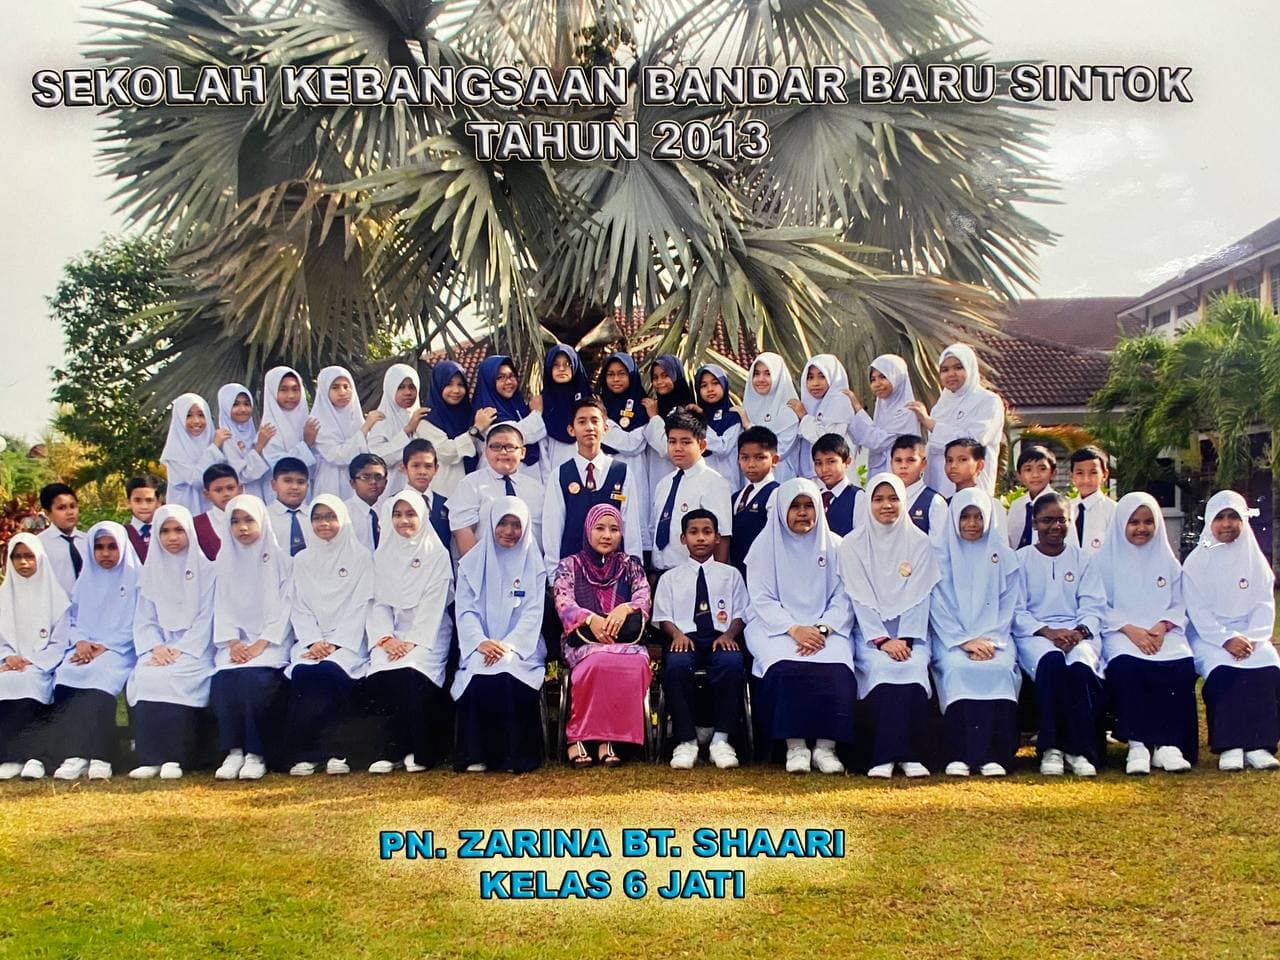 SEKOLAH KEBANGSAAN BANDAR BARU SINTOK
TAHUN 2013
PN. ZARINA BT. SHAARI
KELAS 6 JATI